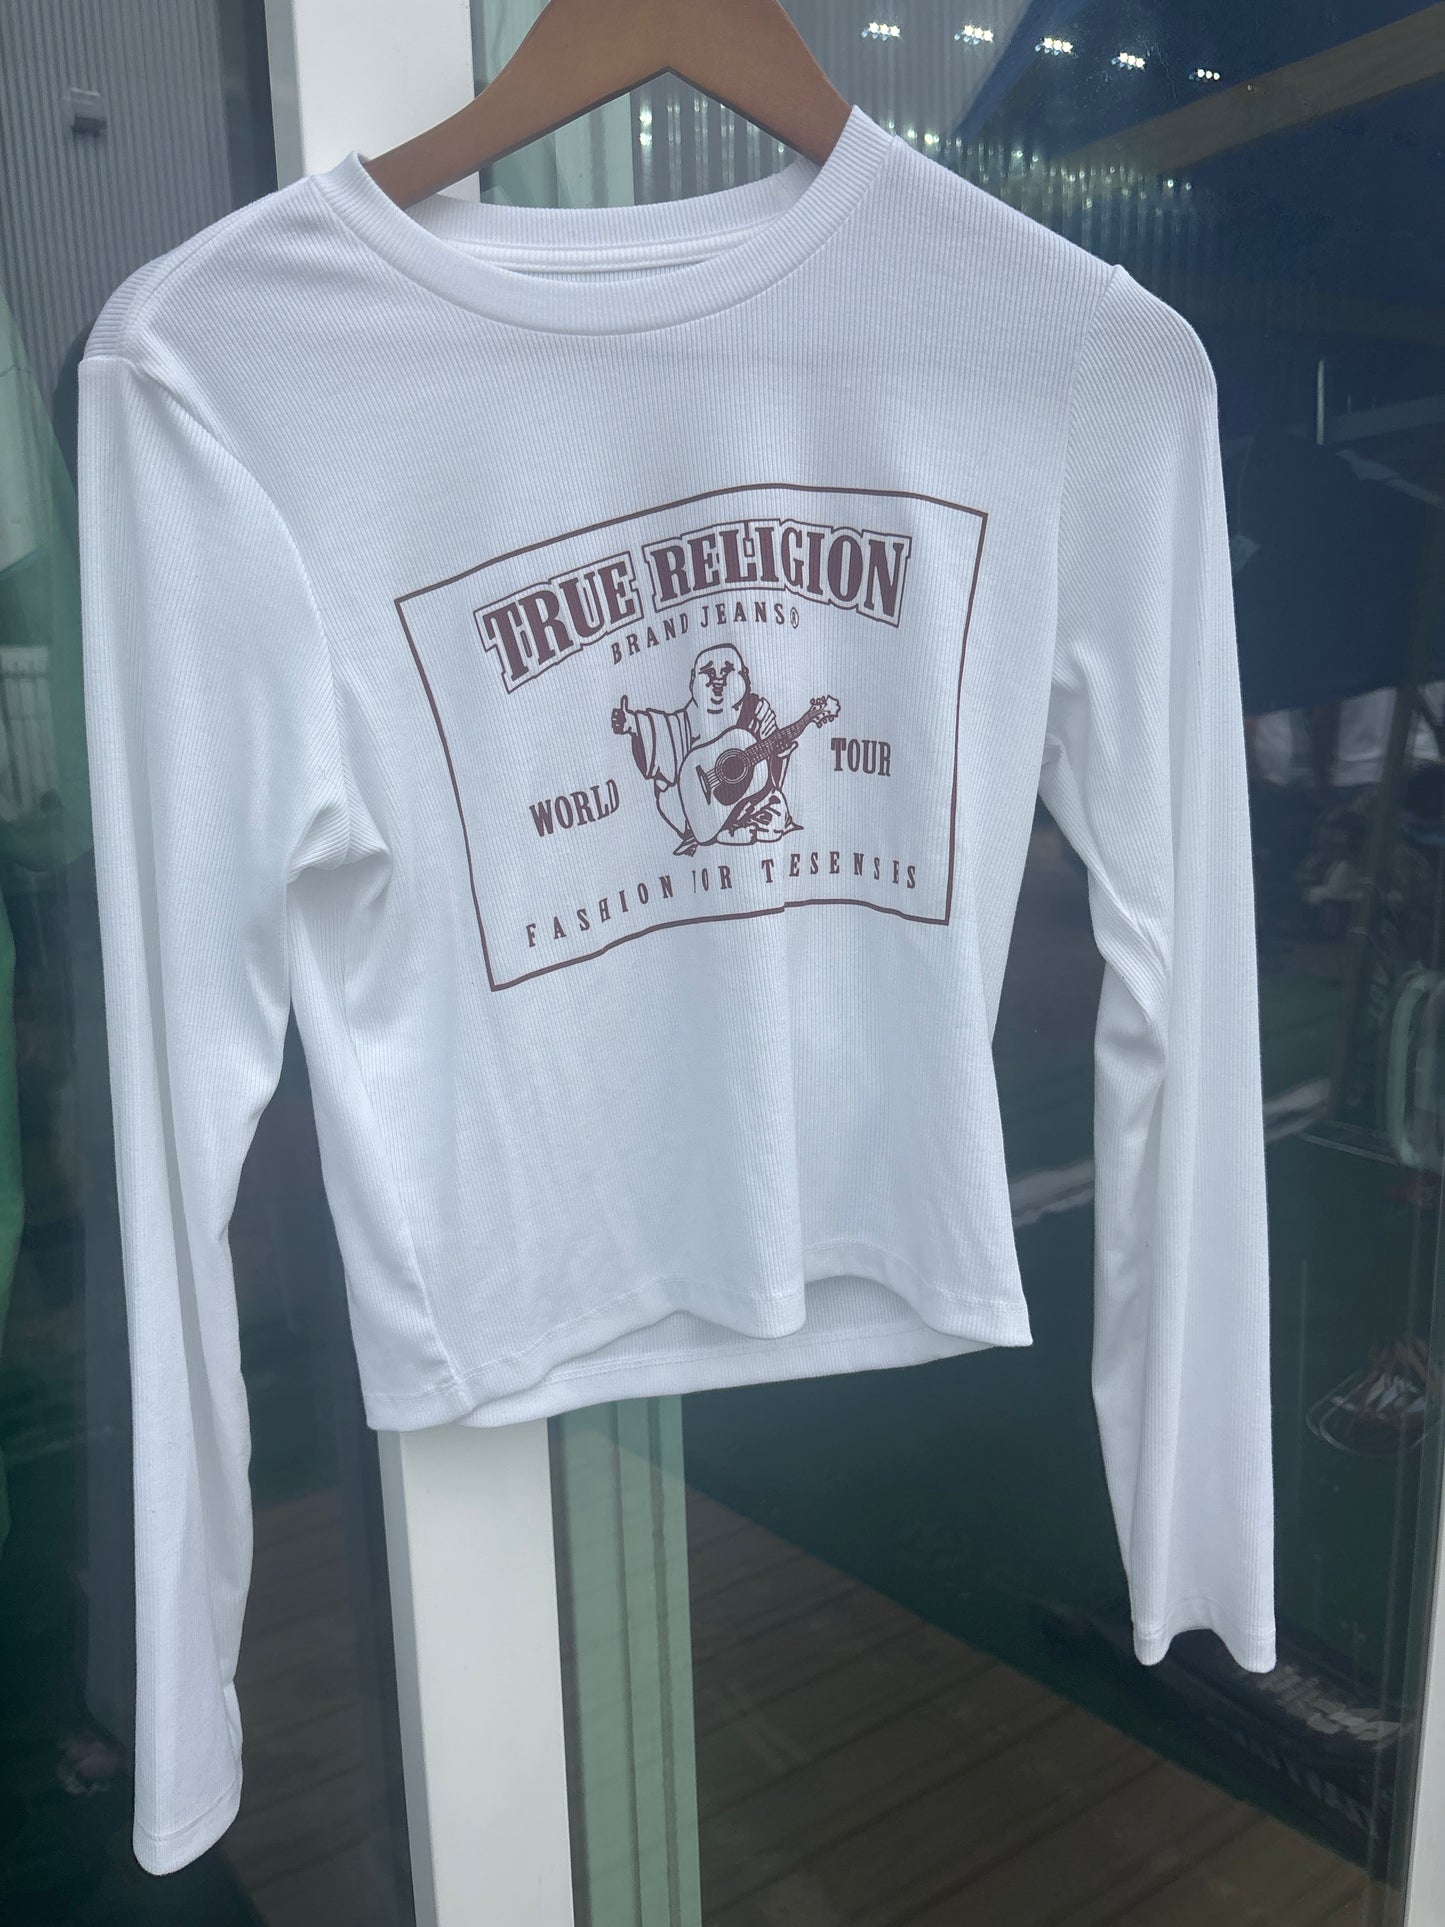 TRUE RELIGION
BRAND JEANS®
WORLD TOUR
FASHION FOR TESENSES